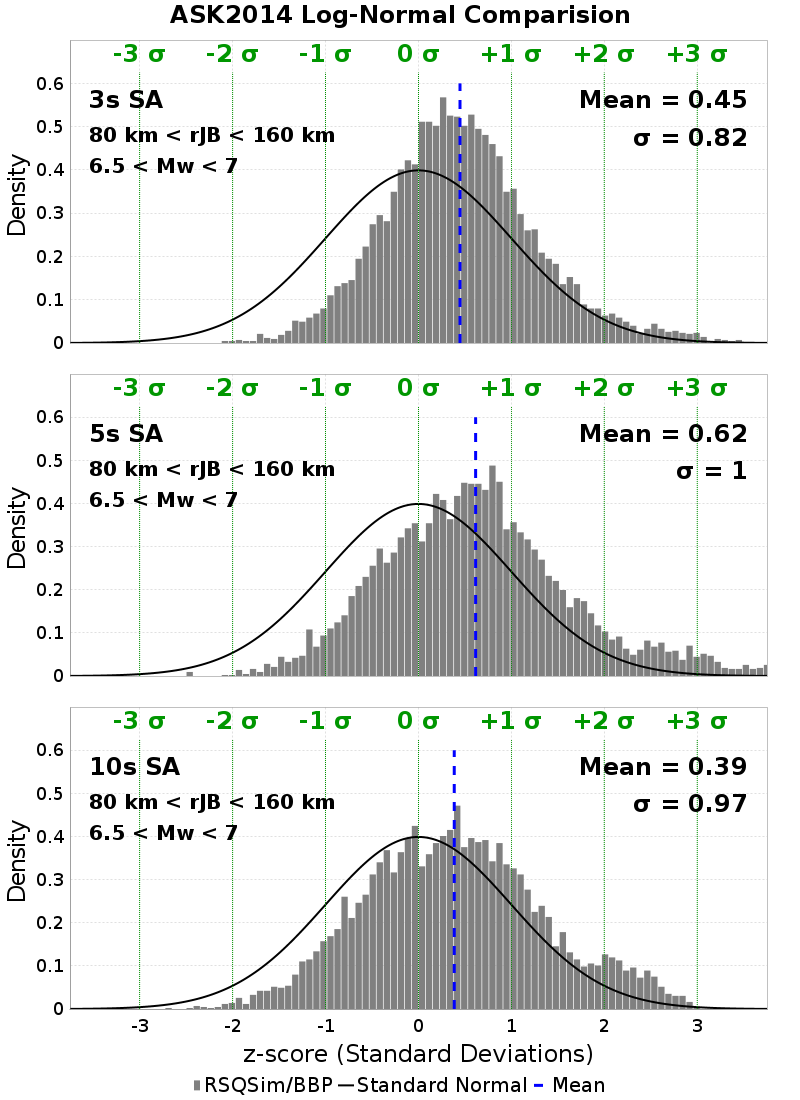 ASK2014 Log-Normal Comparision
-3 σ -2 σ -1 σ 0 σ +1 σ +2 σ +3 σ
3s SA
Mean = 0.45
80 km < rJB < 160 km
σ = 0.82
6.5 < Mw < 7
Density
0.6
0.5
0.4
0.3
0.2
0.1
0
-3 σ -2 σ -1 σ 0 σ +1 σ +2 σ +3 σ
5s SA
Mean = 0.62
80 km < rJB < 160 km
σ = 1
6.5 < Mw < 7
Density
0.6
0.5
0.4
0.3
0.2
0.1
0
-3 σ -2 σ -1 σ 0 σ +1 σ +2 σ +3 σ
10s SA
Mean = 0.39
80 km < rJB < 160 km
σ = 0.97
6.5 < Mw < 7
Density
0.6
0.5
0.4
0.3
0.2
0.1
0
-3 -2 -1 0 1 2 3
z-score (Standard Deviations)
RSQSim/BBP Standard Normal Mean